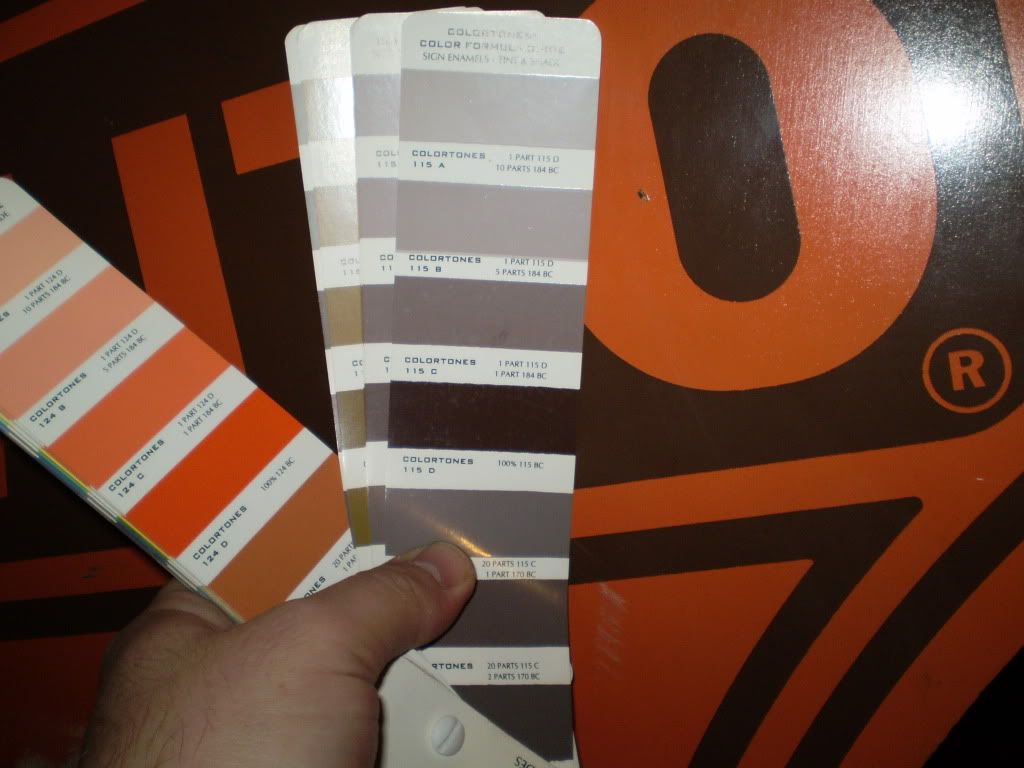 TO
®
COLORTONES®
COLOR FORMULA GUIDE
SIGN ENAMELS - TINT & SHADE
COLORTONES
115 A
1 PART 115 D
10 PARTS 184 BC
COLORTONES
115 B
1 PART 115 D
5 PARTS 184 BC
COLORTONES
115 C
1 PART 115 D
1 PART 184 BC
COLORTONES
115 D
100% 115 BC
20 PARTS 115 C
1 PART 170 BC
RTONES
20 PARTS 115 C
2 PARTS 170 BC
1 PART 124 D
10 PARTS 184 BC
COLORTONES
124 B
1 PART 124 D
5 PARTS 184 BC
COLORTONES
124 C
1 PART 124 D
1 PART 184 BC
COLORTONES
124 D
100% 124 BC
20 PAR